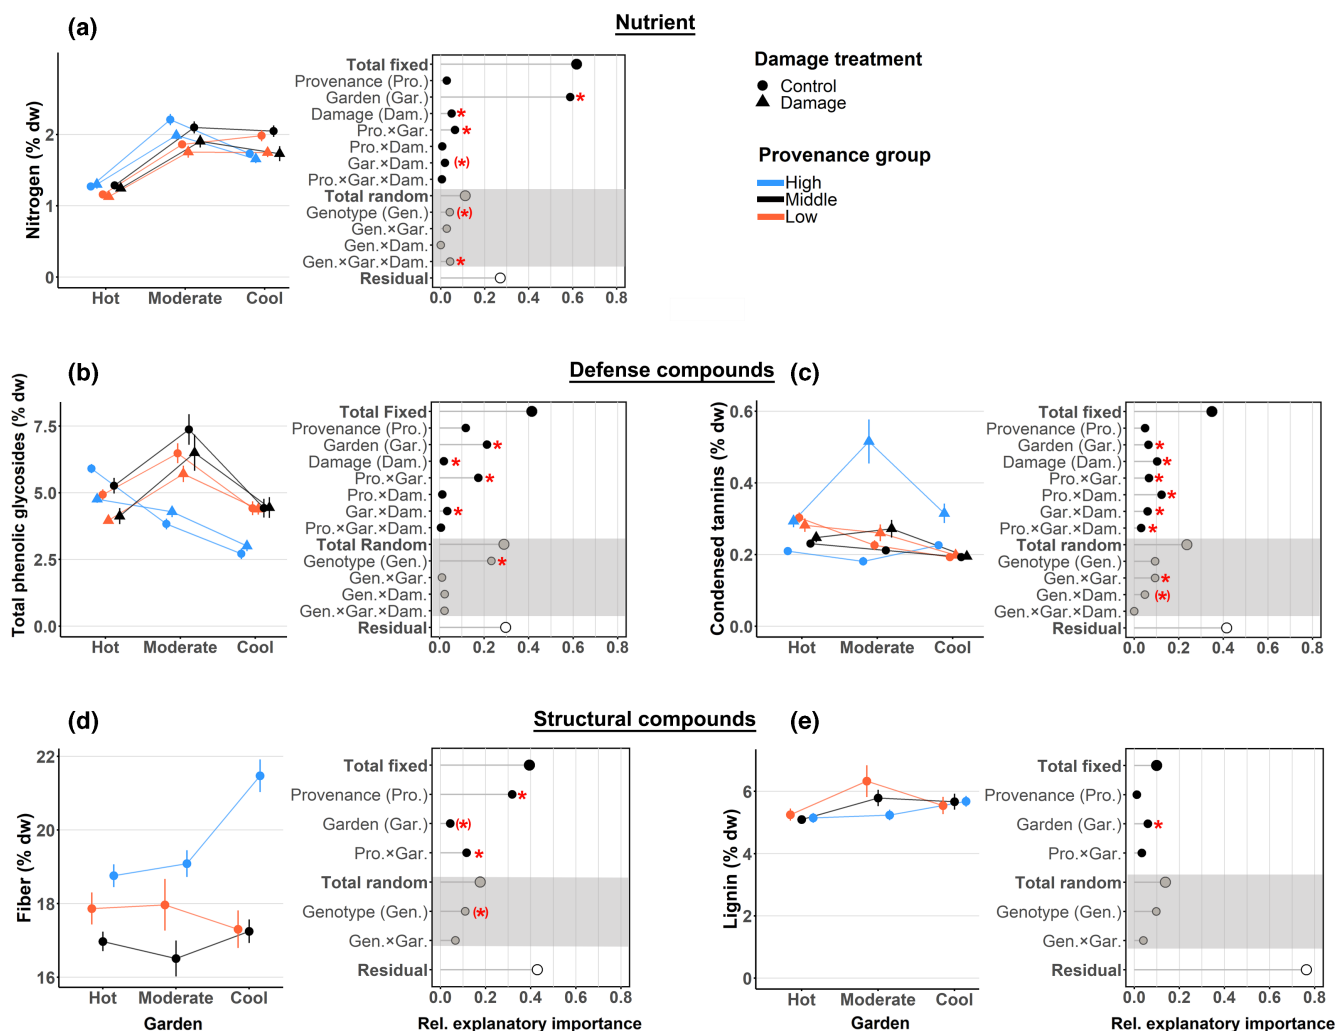 (a)
Nutrient
Nitrogen (% dw)
2
1
0
Hot
Moderate
Cool
Total fixed
Provenance (Pro.)
Garden (Gar.)
*
Damage (Dam.)
*
Pro.×Gar.
*
Pro.×Dam.
Gar.×Dam.
(*)
Pro.×Gar.×Dam.
Total random
Genotype (Gen.)
(*)
Gen.×Gar.
Gen.×Dam.
Gen.×Gar.×Dam.
*
Residual
0.0 0.2 0.4 0.6 0.8
Damage treatment
Control
Damage
Provenance group
High
Middle
Low
(b)
Defense compounds
Total phenolic glycosides (% dw)
7.5
5.0
2.5
0.0
Hot
Moderate
Cool
Total Fixed
Provenance (Pro.)
Garden (Gar.)
*
Damage (Dam.)
*
Pro.×Gar.
*
Pro.×Dam.
Gar.×Dam.
*
Pro.×Gar.×Dam.
Total Random
Genotype (Gen.)
*
Gen.×Gar.
Gen.×Dam.
Gen.×Gar.×Dam.
Residual
0.0 0.2 0.4 0.6 0.8
(c)
Condensed tannins (% dw)
0.6
0.4
0.2
0.0
Hot
Moderate
Cool
Total fixed
Provenance (Pro.)
Garden (Gar.)
*
Damage (Dam.)
*
Pro.×Gar.
*
Pro.×Dam.
*
Gar.×Dam.
*
Pro.×Gar.×Dam.
*
Total random
Genotype (Gen.)
Gen.×Gar.
*
Gen.×Dam.
(*)
Gen.×Gar.×Dam.
Residual
0.0 0.2 0.4 0.6 0.8
(d)
Structural compounds
Fiber (% dw)
22
20
18
16
Hot
Moderate
Cool
Garden
Total fixed
Provenance (Pro.)
*
Garden (Gar.)
(*)
Pro.×Gar.
*
Total random
Genotype (Gen.)
(*)
Gen.×Gar.
Residual
0.0 0.2 0.4 0.6 0.8
Rel. explanatory importance
(e)
Lignin (% dw)
6
4
2
0
Hot
Moderate
Cool
Garden
Total fixed
Provenance (Pro.)
Garden (Gar.)
*
Pro.×Gar.
Total random
Genotype (Gen.)
Gen.×Gar.
Residual
0.0 0.2 0.4 0.6 0.8
Rel. explanatory importance